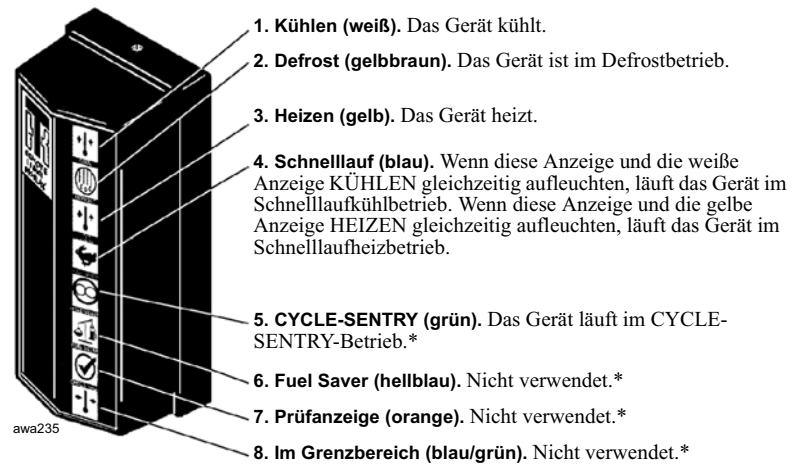 1. Kühlen (weiß). Das Gerät kühlt.
2. Defrost (gelbbraun). Das Gerät ist im Defrostbetrieb.
3. Heizen (gelb). Das Gerät heizt.
4. Schnelllauf (blau). Wenn diese Anzeige und die weiße
Anzeige KÜHLEN gleichzeitig aufleuchten, läuft das Gerät im
Schnelllaufkühlbetrieb. Wenn diese Anzeige und die gelbe
Anzeige HEIZEN gleichzeitig aufleuchten, läuft das Gerät im
Schnelllaufheizbetrieb.
5. CYCLE-SENTRY (grün). Das Gerät läuft im CYCLE-
SENTRY-Betrieb.*
6. Fuel Saver (hellblau). Nicht verwendet.*
7. Prüfanzeige (orange). Nicht verwendet.*
8. Im Grenzbereich (blau/grün). Nicht verwendet.*
awa235